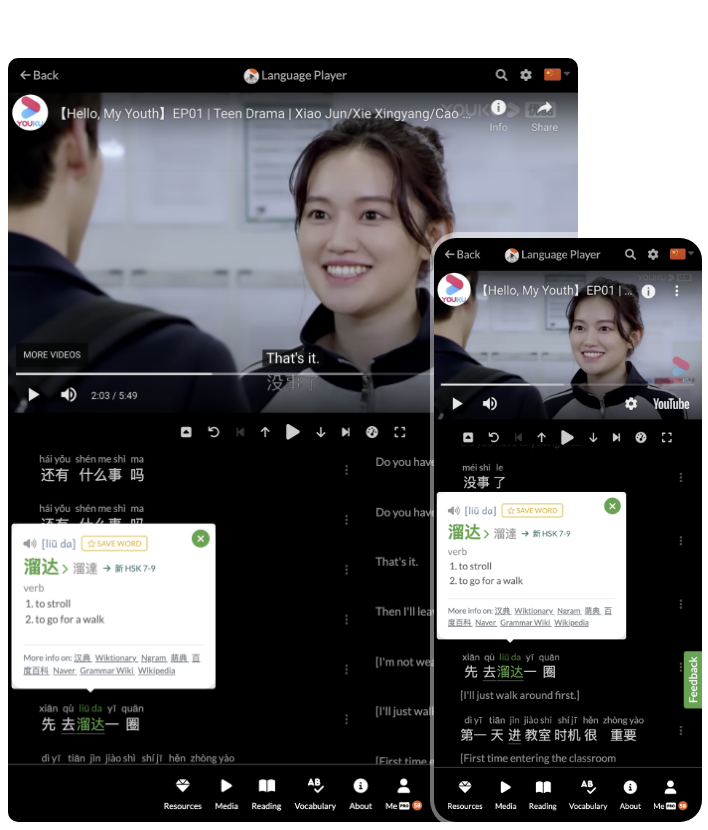 Back
Language Player
YOUKU
【Hello, My Youth】EP01 | Teen Drama | Xiao Jun/Xie Xingyang/Cao ...
Info
Share
YOUKU
MORE VIDEOS
That's it.
没事了
2:03 / 5:49
hái yǒu shén me shì ma
还有 什么事 吗
Do you have
hái yǒu shén me shì ma
还有 什么事 吗
Do you have
That's it.
Then I'll lea
[I'm not wea
[liū da]
SAVE WORD
溜达 > 溜達 → 新 HSK 7-9
verb
1. to stroll
2. to go for a walk
More info on: 汉典 Wiktionary Ngram 萌典 百
度百科 Naver Grammar Wiki Wikipedia
xiān qù liū da yī quān
先 去溜达一 圈
[I'll just wal
dì yī tiān jìn jiào shì shí jī hěn zhòng yào
[First time e
Resources
Media
Reading
Vocabulary
About
Me PRO 58
Back
Language Player
YOUKU
【Hello, My Youth】EP01 | ...
YouTube
méi shì le
没事 了
[liū da]
SAVE WORD
溜达 > 溜達 → 新 HSK 7-9
verb
1. to stroll
2. to go for a walk
More info on: 汉典 Wiktionary Ngram 萌典 百
度百科 Naver Grammar Wiki Wikipedia
xiān qù liū da yī quān
先 去溜达一 圈
[I'll just walk around first.]
dì yī tiān jìn jiào shì shí jī hěn zhòng yào
第一 天 进 教室 时机 很 重要
[First time entering the classroom
Feedback
Resources
Media
Reading
Vocabulary
About
Me PRO 58